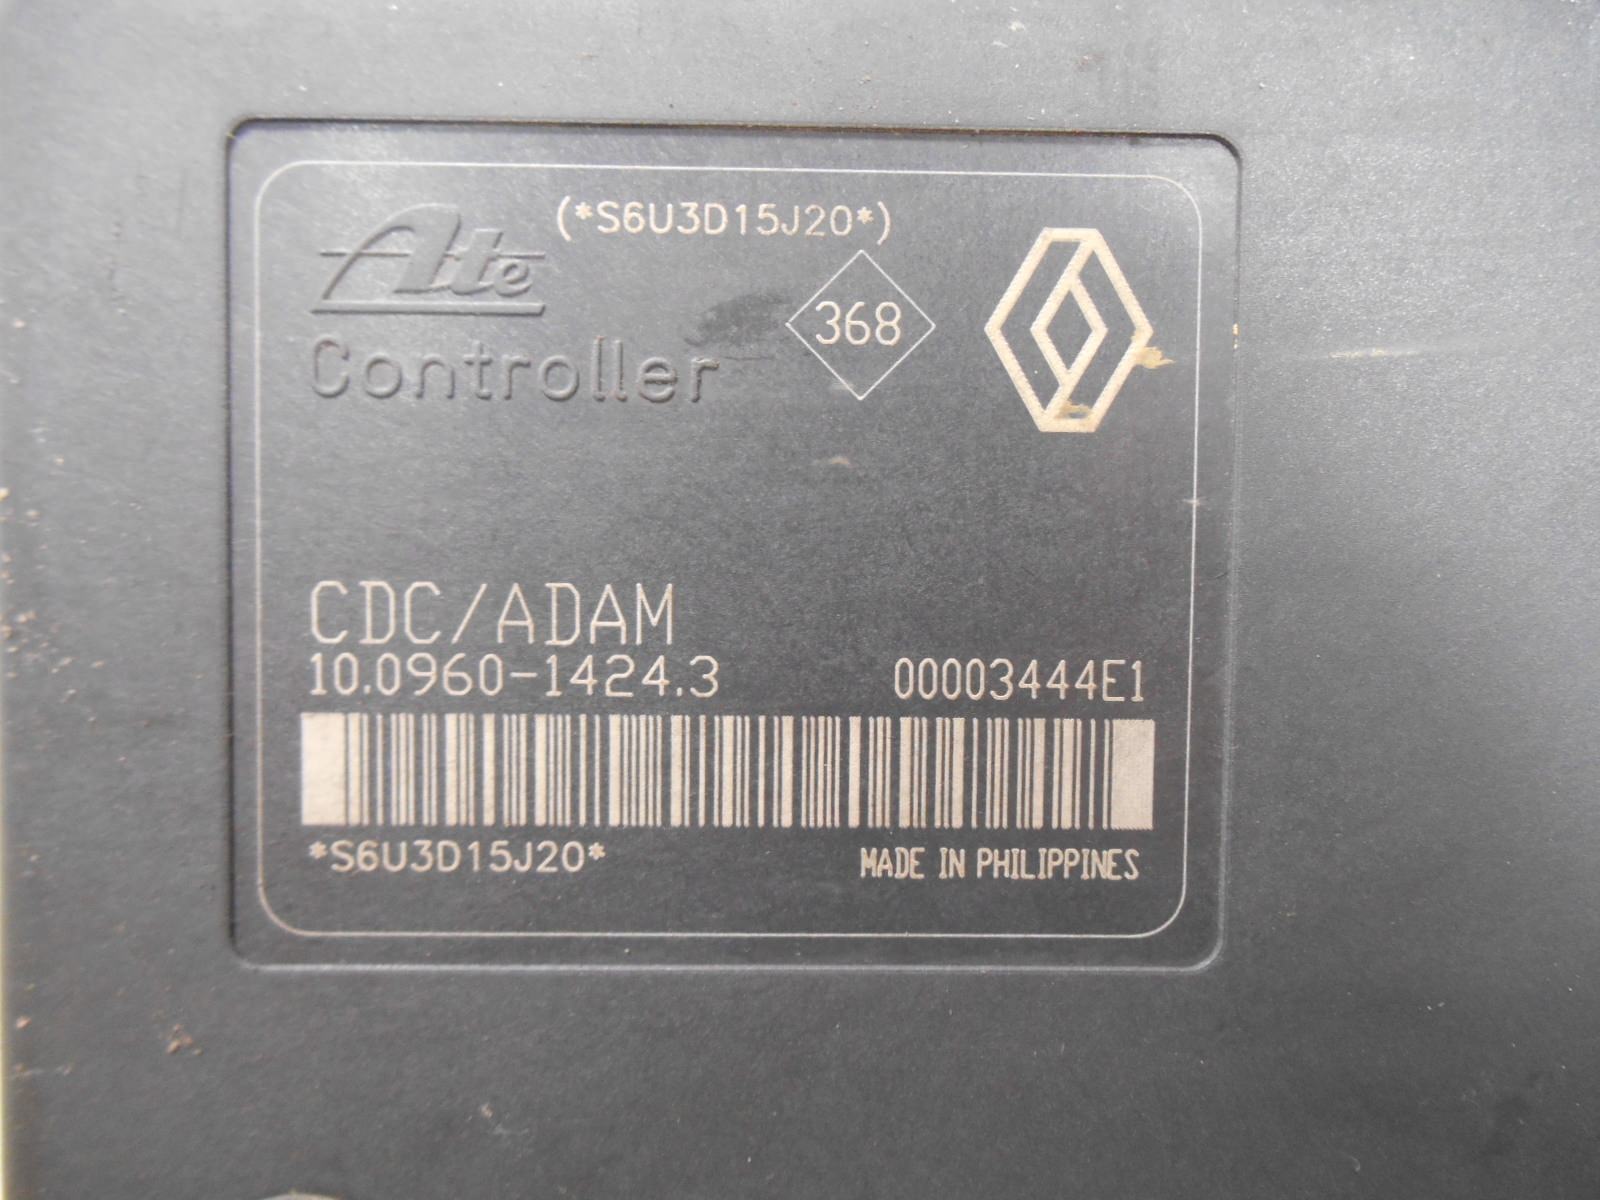 (*S6U3D15J20*)
Ate
368
Controller
CDC/ADAM
10.0960-1424.3 00003444E1
*S6U3D15J20* MADE IN PHILIPPINES